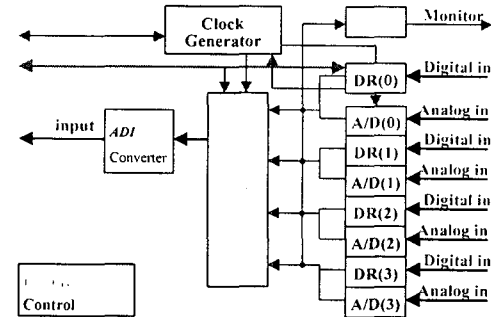 Clock
Generator
Monitor
DR(0)
Digital in
A/D(0)
Analog in
input
ADI
Converter
DR(1)
Digital in
A/D(1)
Analog in
DR(2)
Digital in
A/D(2)
Analog in
DR(3)
Digital in
A/D(3)
Analog in
Control